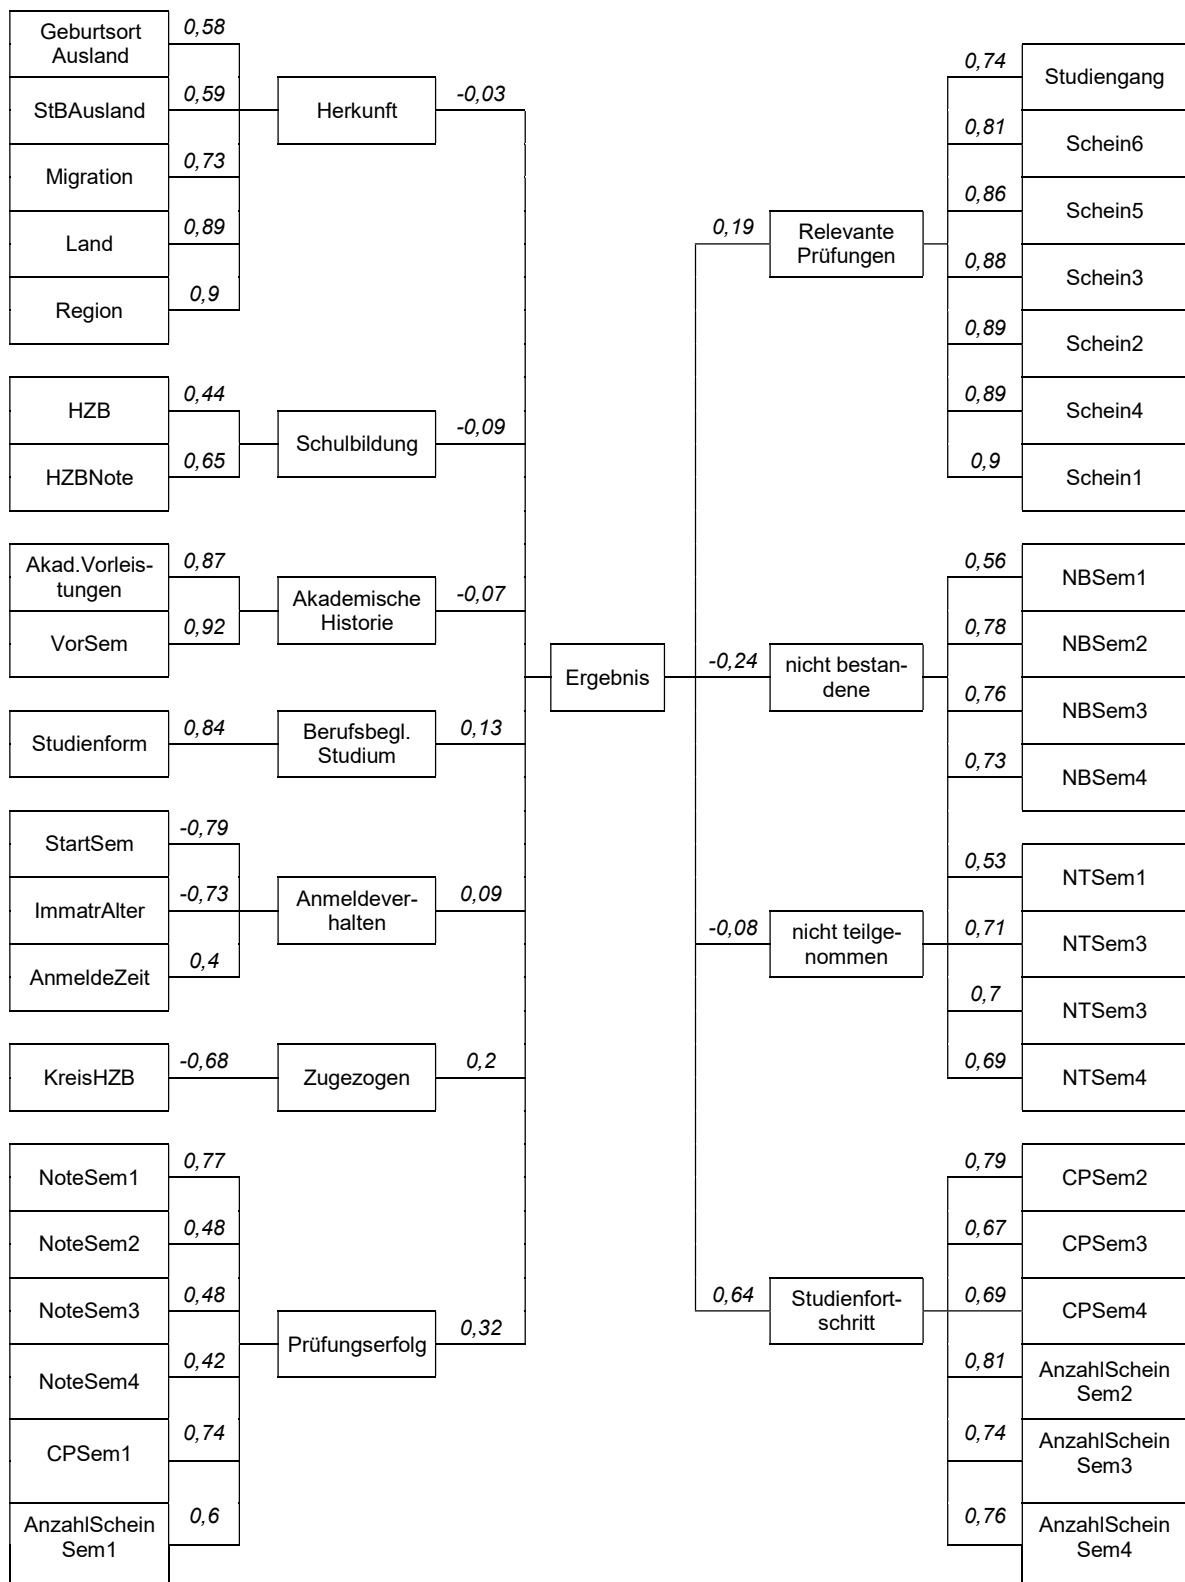 Geburtsort
Ausland
0,58
StBAusland
0,59
Migration
0,73
Land
0,89
Region
0,9
Herkunft
-0,03
HZB
0,44
HZBNote
0,65
Schulbildung
-0,09
Akad.Vorleis-
tungen
0,87
VorSem
0,92
Akademische
Historie
-0,07
Studienform
0,84
Berufsbegl.
Studium
0,13
StartSem
-0,79
ImmatrAlter
-0,73
AnmeldeZeit
0,4
Anmeldever-
halten
0,09
KreisHZB
-0,68
Zugezogen
0,2
NoteSem1
0,77
NoteSem2
0,48
NoteSem3
0,48
NoteSem4
0,42
CPSem1
0,74
AnzahlSchein
Sem1
0,6
Prüfungserfolg
0,32
Ergebnis
0,19
Relevante
Prüfungen
0,74
Studiengang
0,81
Schein6
0,86
Schein5
0,88
Schein3
0,89
Schein2
0,89
Schein4
0,9
Schein1
-0,24
nicht bestan-
dene
0,56
NBSem1
0,78
NBSem2
0,76
NBSem3
0,73
NBSem4
-0,08
nicht teilge-
nommen
0,53
NTSem1
0,71
NTSem3
0,7
NTSem3
0,69
NTSem4
0,64
Studienfort-
schritt
0,79
CPSem2
0,67
CPSem3
0,69
CPSem4
0,81
AnzahlSchein
Sem2
0,74
AnzahlSchein
Sem3
0,76
AnzahlSchein
Sem4